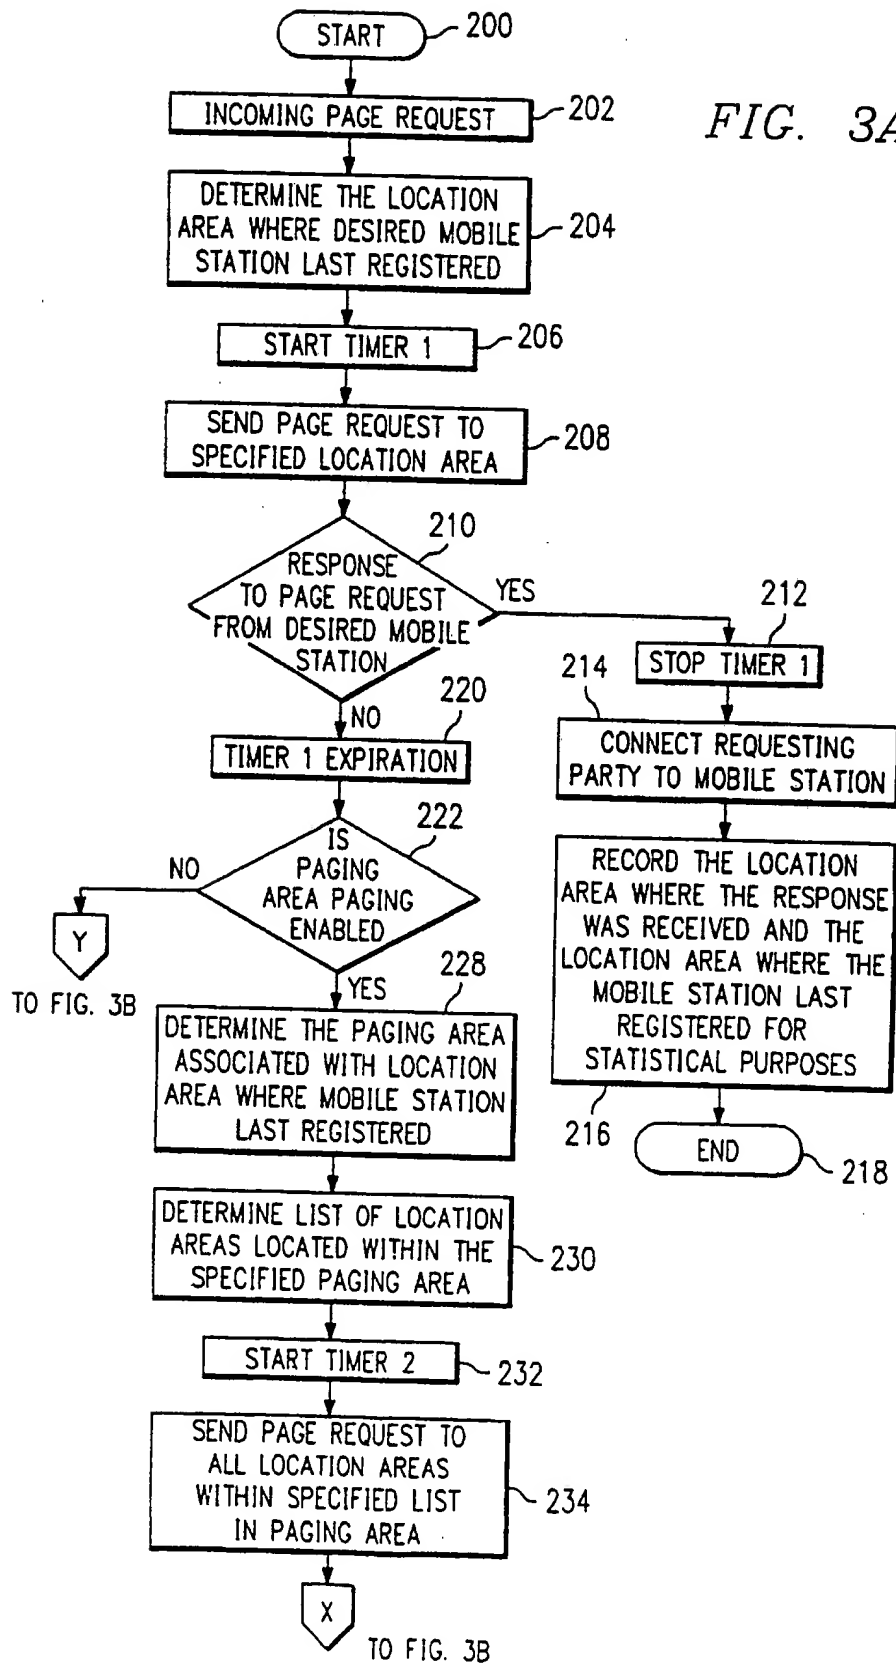 START
200
INCOMING PAGE REQUEST
202
FIG. 3A
DETERMINE THE LOCATION
AREA WHERE DESIRED MOBILE
STATION LAST REGISTERED
204
START TIMER 1
206
SEND PAGE REQUEST TO
SPECIFIED LOCATION AREA
208
210
RESPONSE
TO PAGE REQUEST
FROM DESIRED MOBILE
STATION
YES
NO
212
STOP TIMER 1
214
CONNECT REQUESTING
PARTY TO MOBILE STATION
RECORD THE LOCATION
AREA WHERE THE RESPONSE
WAS RECEIVED AND THE
LOCATION AREA WHERE THE
MOBILE STATION LAST
REGISTERED FOR
STATISTICAL PURPOSES
216
END
218
220
TIMER 1 EXPIRATION
222
IS
PAGING
AREA PAGING
ENABLED
NO
Y
TO FIG. 3B
YES
228
DETERMINE THE PAGING AREA
ASSOCIATED WITH LOCATION
AREA WHERE MOBILE STATION
LAST REGISTERED
DETERMINE LIST OF LOCATION
AREAS LOCATED WITHIN THE
SPECIFIED PAGING AREA
230
START TIMER 2
232
SEND PAGE REQUEST TO
ALL LOCATION AREAS
WITHIN SPECIFIED LIST
IN PAGING AREA
234
X
TO FIG. 3B